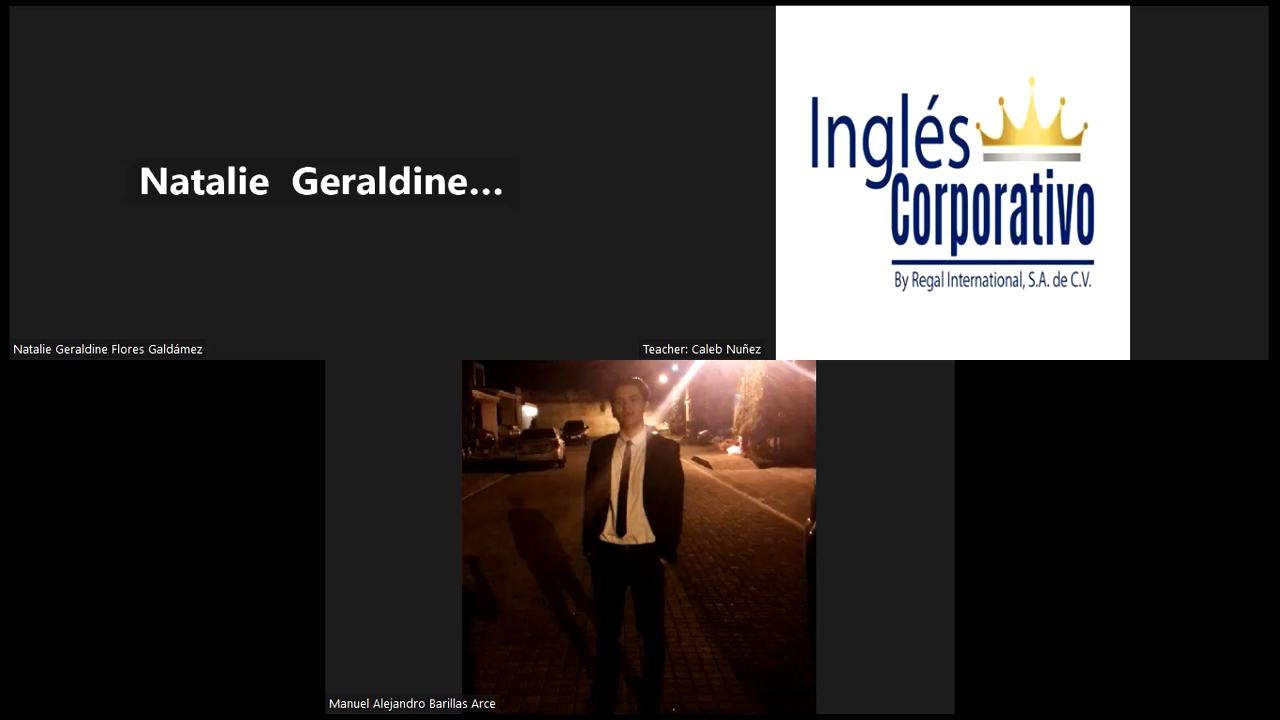 Natalie Geraldine...
Inglés
Corporativo
By Regal International, S.A. de C.V.
Natalie Geraldine Flores Galdámez
Teacher: Caleb Nuñez
Manuel Alejandro Barillas Arce